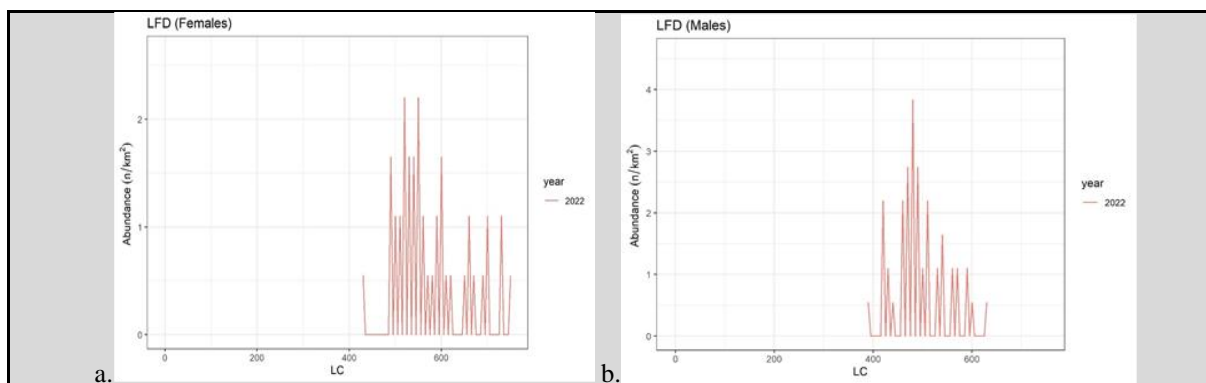 LFD (Females)
2
1
0
0
200
400
600
LC
Abundance (n/km²)
year
2022
a.
LFD (Males)
4
3
2
1
0
0
200
400
600
LC
Abundance (n/km²)
year
2022
b.